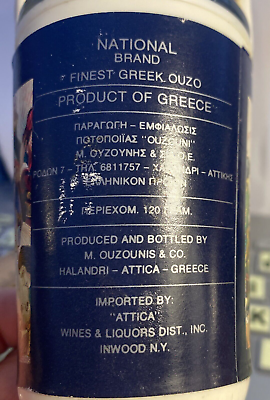 NATIONAL
BRAND
FINEST GREEK OUZO
PRODUCT OF GREECE
ΠΑΡΑΓΩΓΗ - ΕΜΦΙΑΛΩΣΙΣ
ΠΟΤΟΠΟΙΪΑΣ "OUZOUNI"
Μ. ΟΥΖΟΥΝΗΣ & ΣΙΑ Ο.Ε.
ΡΟΔΩΝ 7 - ΤΗΛ. 6811757 - ΧΑΛΑΝΔΡΙ - ΑΤΤΙΚΗΣ
ΕΛΛΗΝΙΚΟΝ ΠΡΟΪΟΝ
ΠΕΡΙΕΧΟΜ. 120 ΓΡΑΜ.
PRODUCED AND BOTTLED BY
M. OUZOUNIS & CO.
HALANDRI - ATTICA - GREECE
IMPORTED BY:
"ATTICA"
WINES & LIQUORS DIST., INC.
INWOOD N.Y.